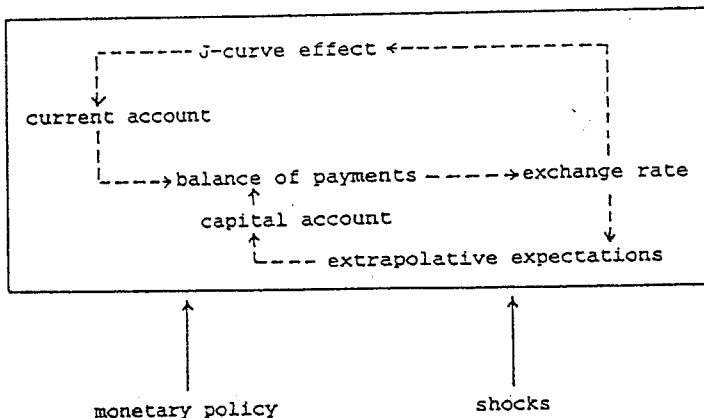 J-curve effect
current account
balance of payments exchange rate
capital account
extrapolative expectations
monetary policy shocks